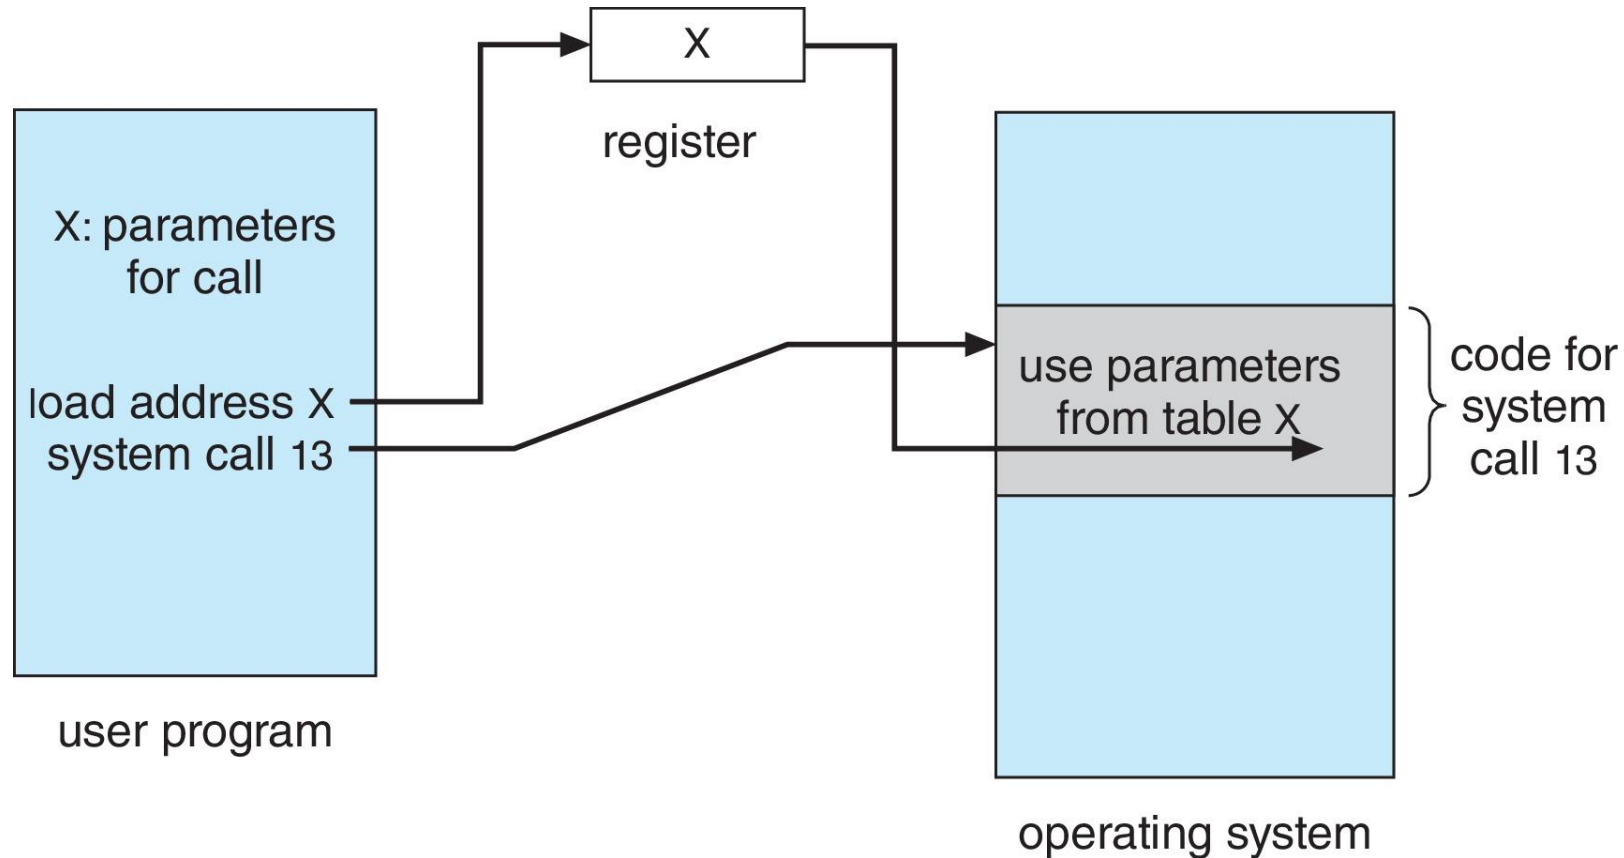 X
register
X: parameters
for call
load address X
system call 13
user program
use parameters
from table X
code for
system
call 13
operating system